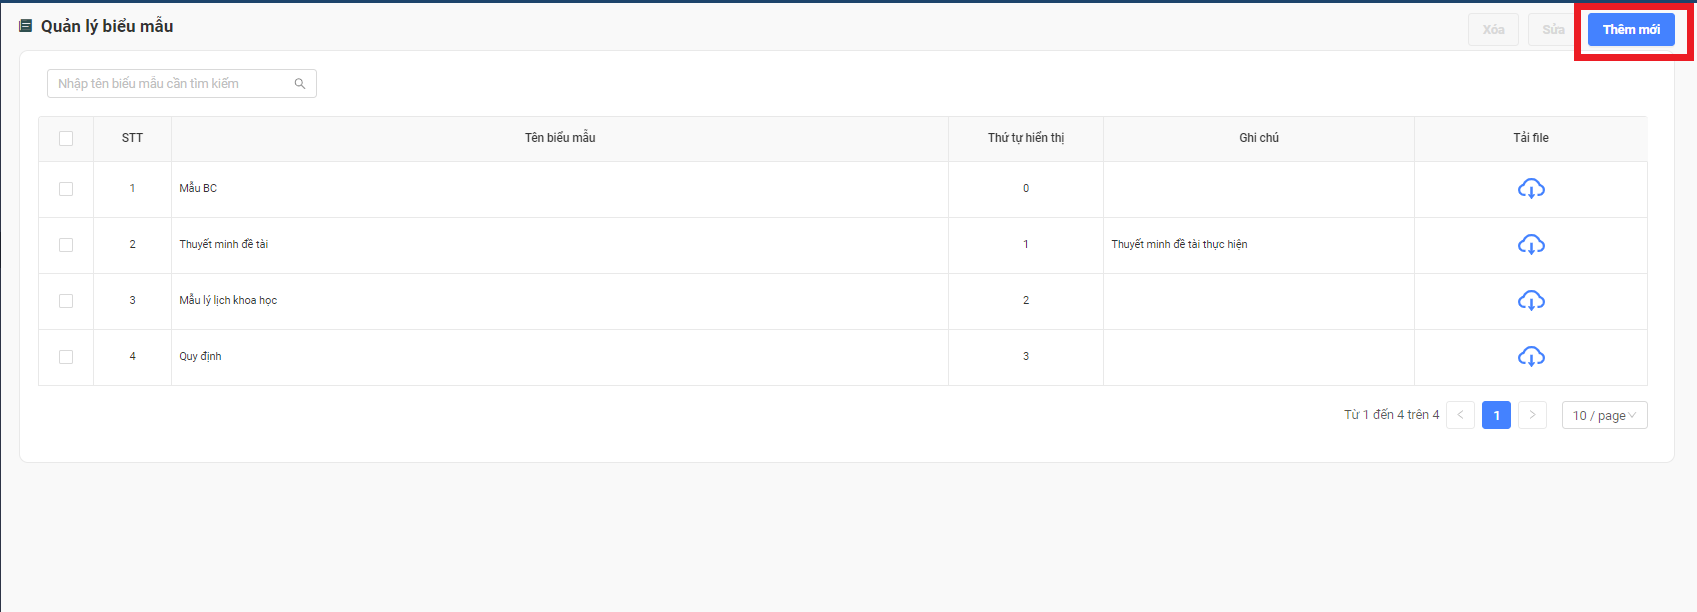 Quản lý biểu mẫu
Xóa Sửa Thêm mới
Nhập tên biểu mẫu cần tìm kiếm
STT Tên biểu mẫu Thứ tự hiển thị Ghi chú Tải file
1 Mẫu BC 0
2 Thuyết minh đề tài 1 Thuyết minh đề tài thực hiện
3 Mẫu lý lịch khoa học 2
4 Quy định 3
Từ 1 đến 4 trên 4 < 1 > 10 / page